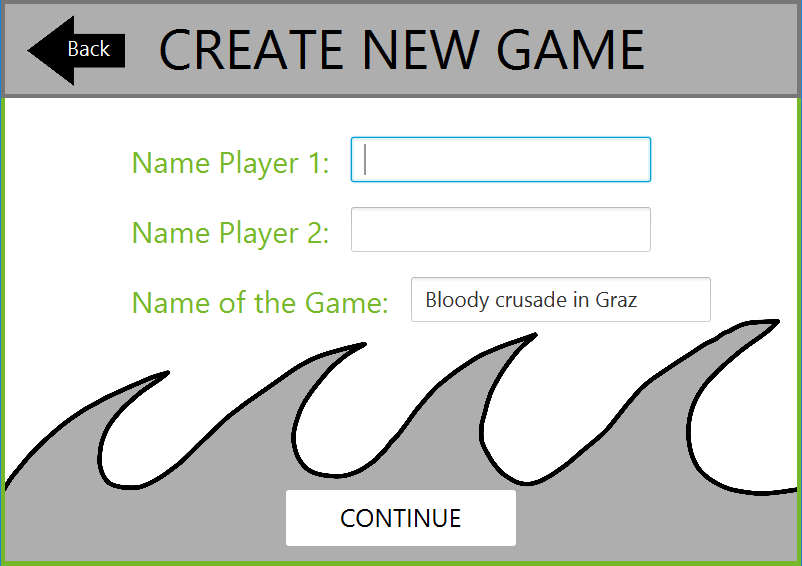 Back
CREATE NEW GAME
Name Player 1:
Name Player 2:
Name of the Game: Bloody crusade in Graz
CONTINUE